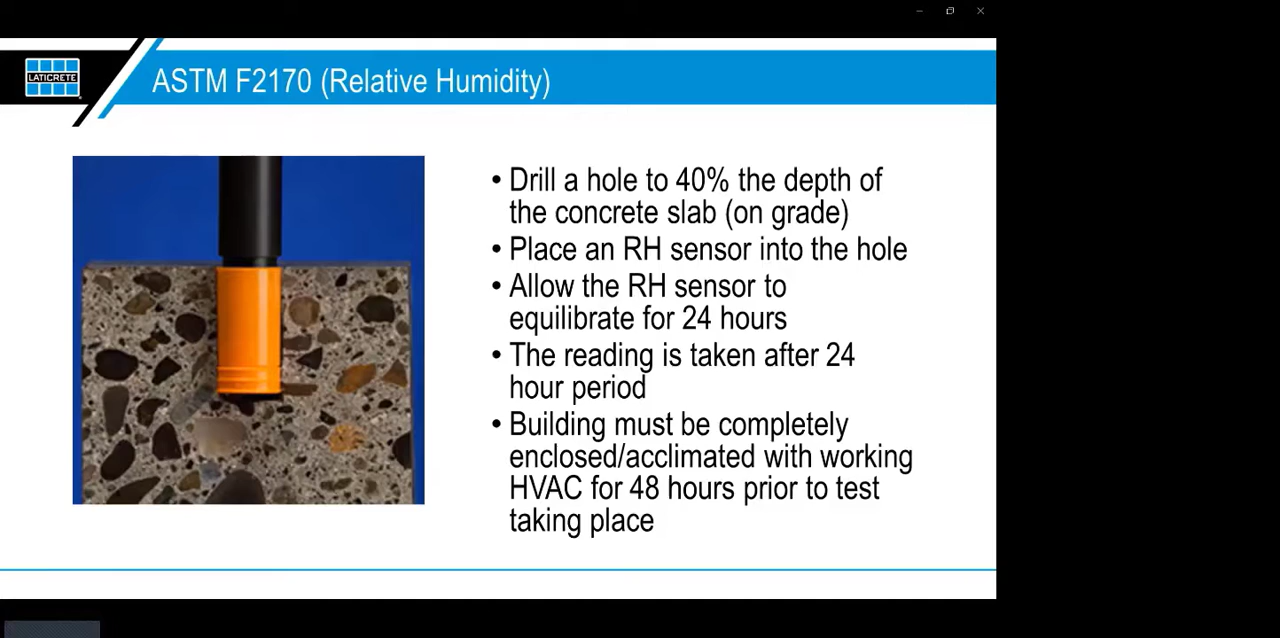 LATICRETE
ASTM F2170 (Relative Humidity)
• Drill a hole to 40% the depth of
the concrete slab (on grade)
• Place an RH sensor into the hole
• Allow the RH sensor to
equilibrate for 24 hours
• The reading is taken after 24
hour period
• Building must be completely
enclosed/acclimated with working
HVAC for 48 hours prior to test
taking place